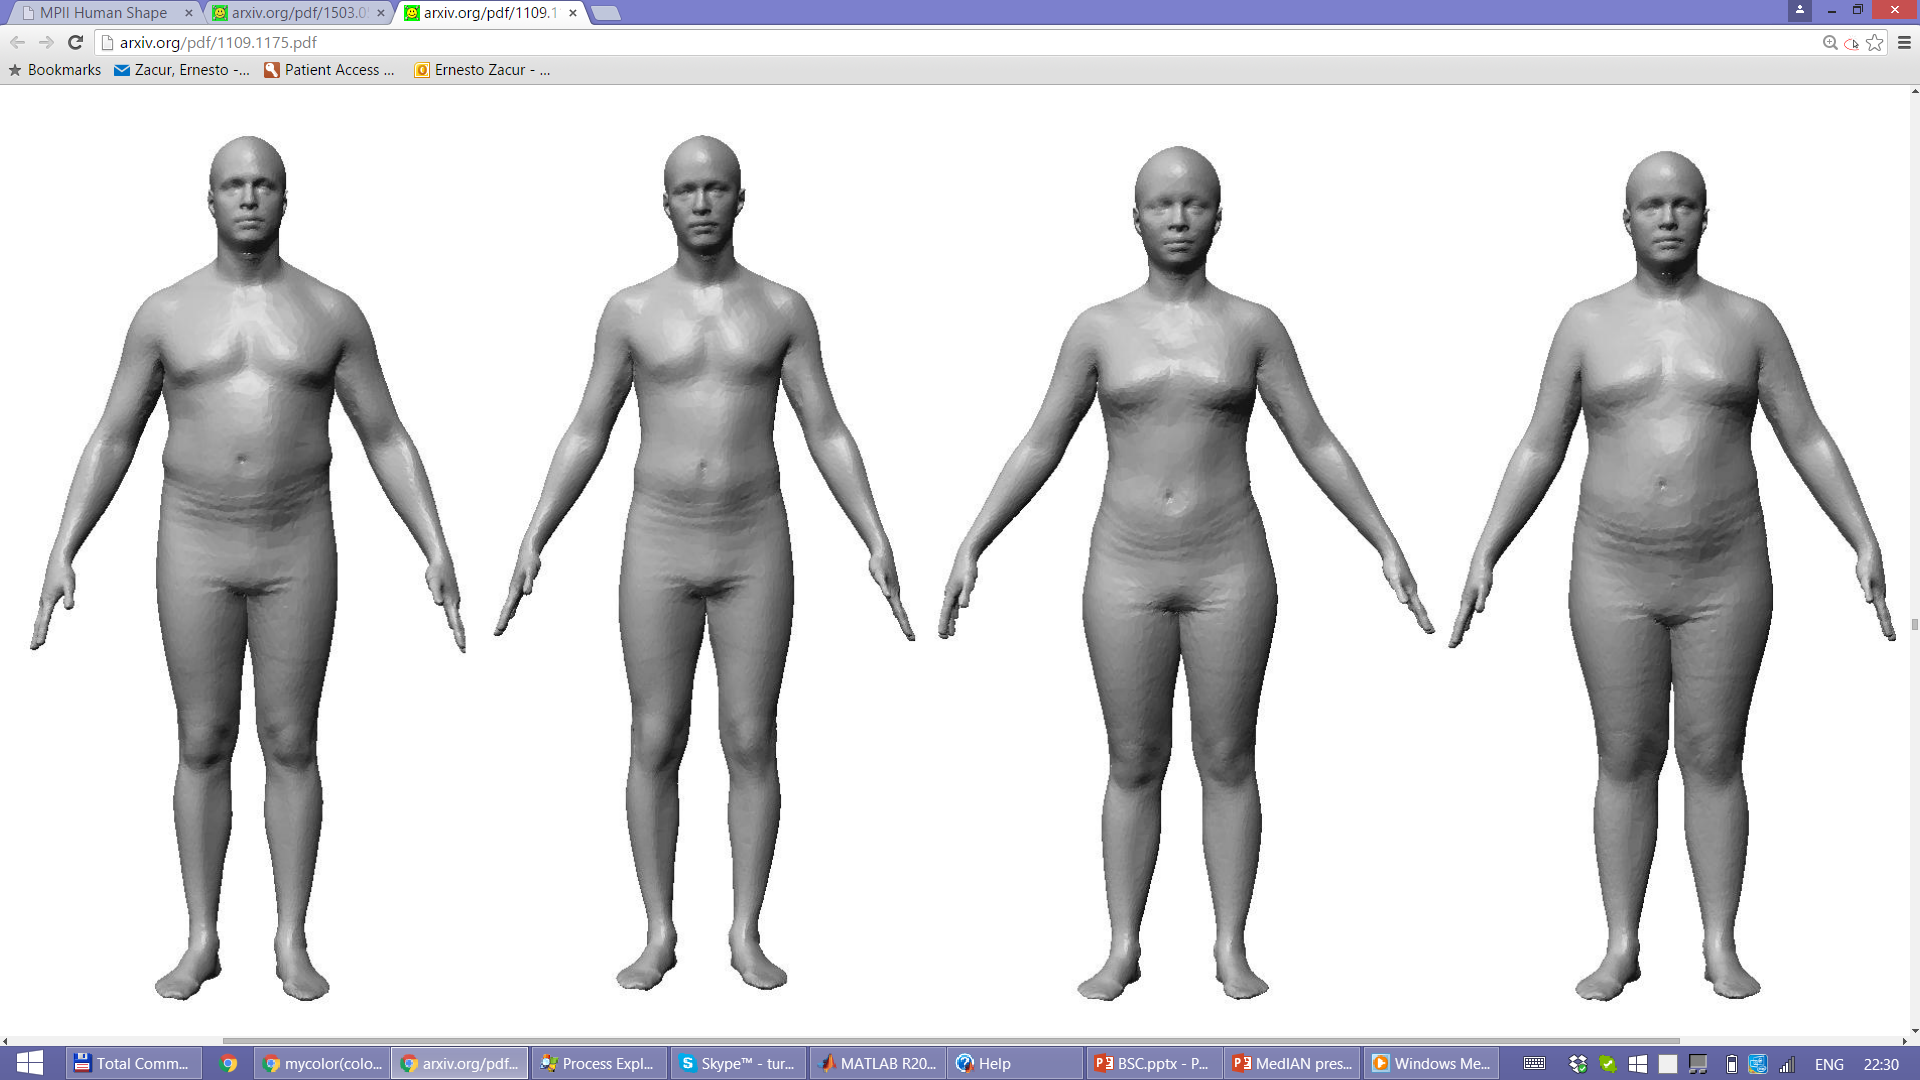 MPII Human Shape
arxiv.org/pdf/1503.0
arxiv.org/pdf/1109.1
arxiv.org/pdf/1109.1175.pdf
Bookmarks Zacur, Ernesto -... Patient Access ... Ernesto Zacur - ...
Total Comm... mycolor(colo... arxiv.org/pdf... Process Expl... Skype™ - tur... MATLAB R20... Help BSC.pptx - P... MedIAN pres... Windows Me... ENG 22:30